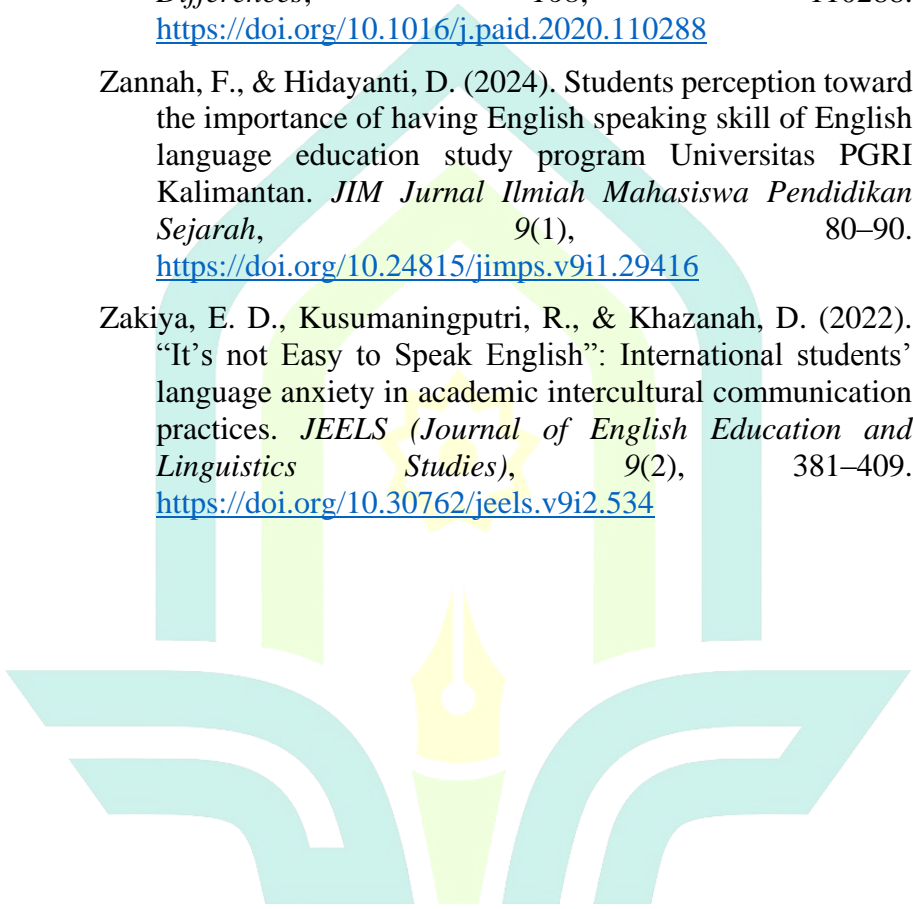 https://doi.org/10.1016/j.paid.2020.110288
Zannah, F., & Hidayanti, D. (2024). Students perception toward
the importance of having English speaking skill of English
language education study program Universitas PGRI
Kalimantan. JIM Jurnal Ilmiah Mahasiswa Pendidikan
Sejarah, 9(1), 80–90.
https://doi.org/10.24815/jimps.v9i1.29416
Zakiya, E. D., Kusumaningputri, R., & Khazanah, D. (2022).
“It’s not Easy to Speak English”: International students’
language anxiety in academic intercultural communication
practices. JEELS (Journal of English Education and
Linguistics Studies), 9(2), 381–409.
https://doi.org/10.30762/jeels.v9i2.534